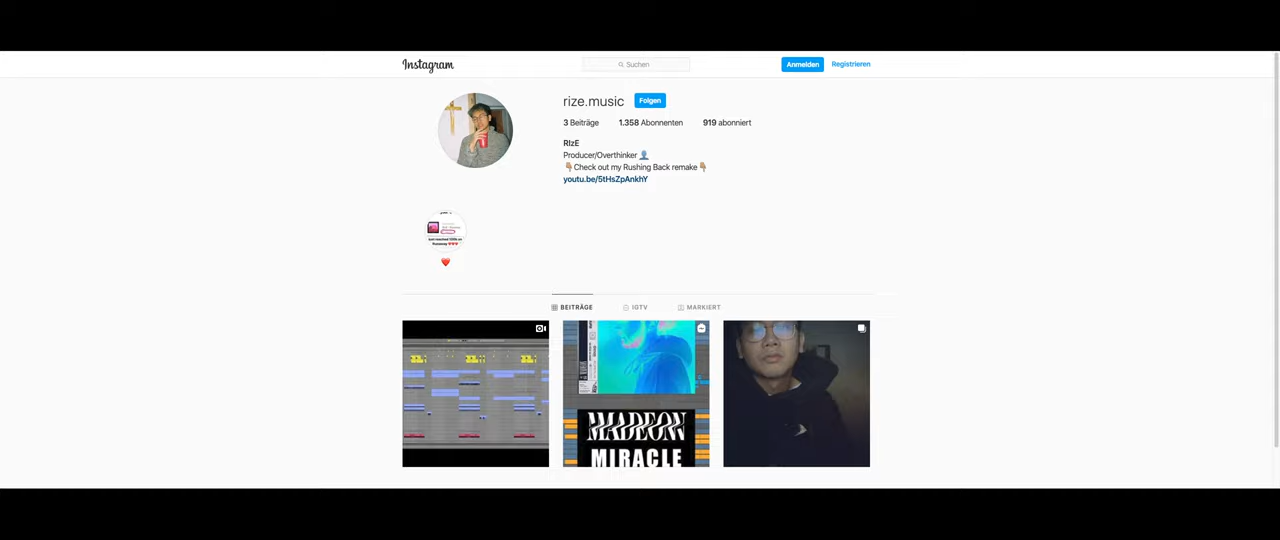 Instagram
Suchen
Anmelden
Registrieren
rize.music
Folgen
3 Beiträge 1.358 Abonnenten 919 abonniert
RIzE
Producer/Overthinker 👤
👇🏽Check out my Rushing Back remake👇🏽
youtu.be/5tHsZpAnkhY
❤️
BEITRÄGE IGTV MARKIERT
MADEON
MIRACLE